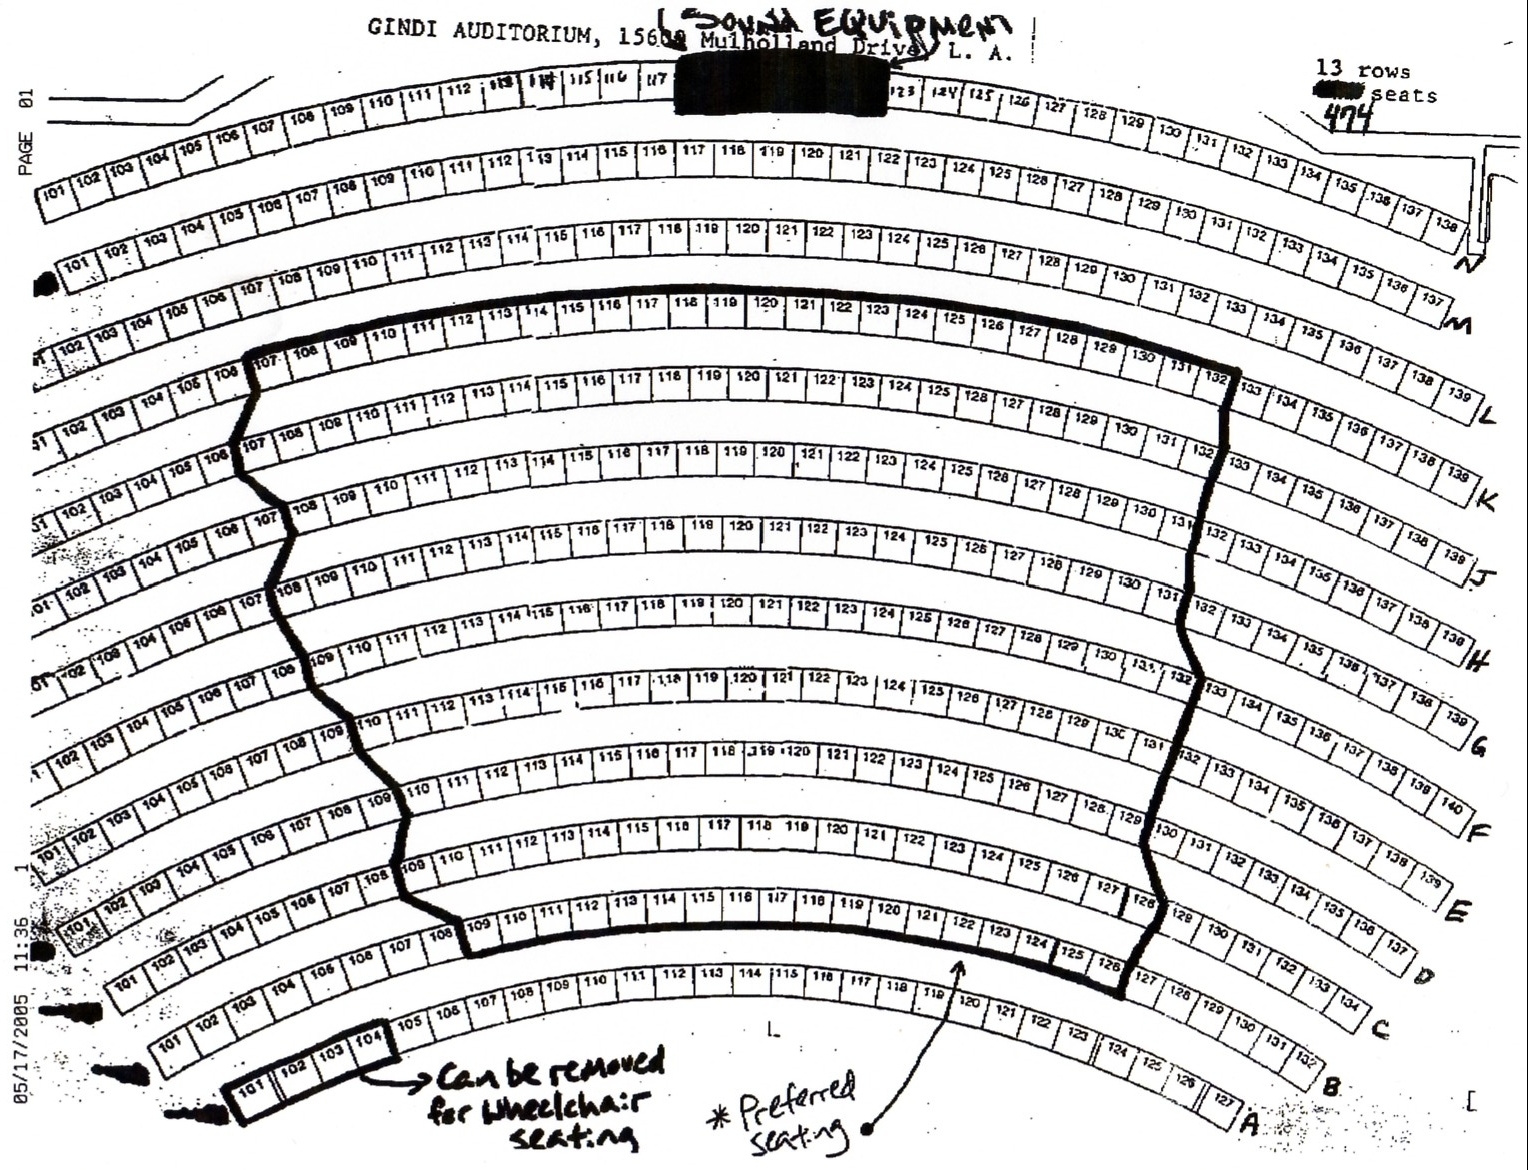 ( Sound Equipment
GINDI AUDITORIUM, 15600 Mulholland Drive, L. A.
13 rows
seats
474
PAGE 01
101 102 103 104 105 106 107 108 109 110 111 112 113 114 115 116 117 123 124 125 126 127 128 129 130 131 132 133 134 135 136 137 138 N
101 102 103 104 105 106 107 108 109 110 111 112 113 114 115 116 117 118 119 120 121 122 123 124 125 126 127 128 129 130 131 132 133 134 135 136 137 M
102 103 104 105 106 107 108 109 110 111 112 113 114 115 116 117 118 119 120 121 122 123 124 125 126 127 128 129 130 131 132 133 134 135 136 137 138 139 L
102 103 104 105 106 107 108 109 110 111 112 113 114 115 116 117 118 119 120 121 122 123 124 125 126 127 128 129 130 131 132 133 134 135 136 137 138 139 K
102 103 104 105 106 107 108 109 110 111 112 113 114 115 116 117 118 119 120 121 122 123 124 125 126 127 128 129 130 131 132 133 134 135 136 137 138 139 J
102 103 104 105 106 107 108 109 110 111 112 113 114 115 116 117 118 119 120 121 122 123 124 125 126 127 128 129 130 131 132 133 134 135 136 137 138 139 H
102 103 104 105 106 107 108 109 110 111 112 113 114 115 116 117 118 119 120 121 122 123 124 125 126 127 128 129 130 131 132 133 134 135 136 137 138 139 G
102 103 104 105 106 107 108 109 110 111 112 113 114 115 116 117 118 119 120 121 122 123 124 125 126 127 128 129 130 131 132 133 134 135 136 137 138 139 140 F
101 102 103 104 105 106 107 108 109 110 111 112 113 114 115 116 117 118 119 120 121 122 123 124 125 126 127 128 129 130 131 132 133 134 135 136 137 138 139 E
101 102 103 104 105 106 107 108 109 110 111 112 113 114 115 116 117 118 119 120 121 122 123 124 125 126 127 128 129 130 131 132 133 134 135 136 137 D
101 102 103 104 105 106 107 108 109 110 111 112 113 114 115 116 117 118 119 120 121 122 123 124 125 126 127 128 129 130 131 132 133 134 C
101 102 103 104 105 106 107 108 109 110 111 112 113 114 115 116 117 118 119 120 121 122 123 124 125 126 127 128 129 130 131 132 B
101 102 103 104 105 106 107 108 109 110 111 112 113 114 115 116 117 118 119 120 121 122 123 124 125 126 127 A
05/17/2005 11:36 1
Can be removed
for wheelchair
seating
* Preferred
seating